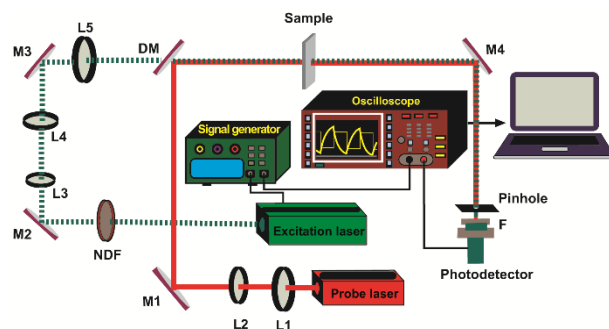 Sample
L5
M3
DM
M4
Oscilloscope
Signal generator
L4
L3
Pinhole
F
M2
NDF
Excitation laser
Photodetector
M1
Probe laser
L2
L1